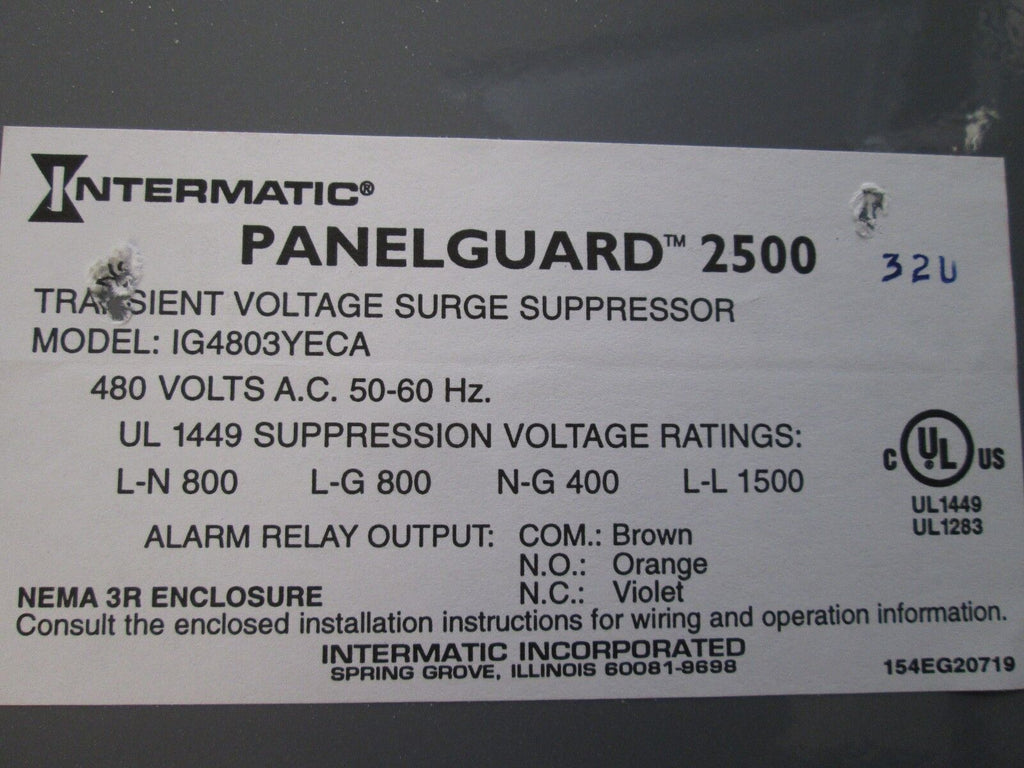 INTERMATIC®
PANELGUARD™ 2500
32U
TRANSIENT VOLTAGE SURGE SUPPRESSOR
MODEL: IG4803YECA
480 VOLTS A.C. 50-60 Hz.
UL 1449 SUPPRESSION VOLTAGE RATINGS:
L-N 800 L-G 800 N-G 400 L-L 1500
C UL US
UL1449
UL1283
ALARM RELAY OUTPUT: COM.: Brown
N.O.: Orange
N.C.: Violet
NEMA 3R ENCLOSURE
Consult the enclosed installation instructions for wiring and operation information.
INTERMATIC INCORPORATED
SPRING GROVE, ILLINOIS 60081-9698
154EG20719